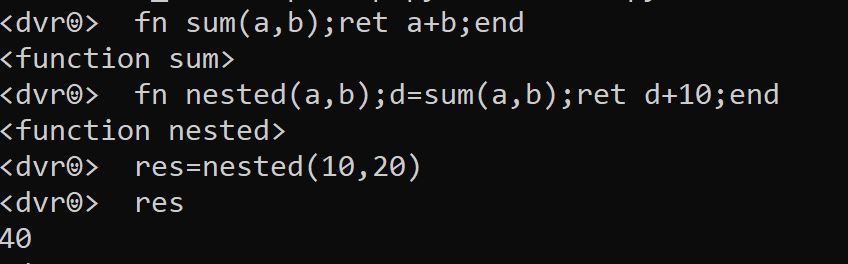 <dvr☺>  fn sum(a,b);ret a+b;end
<function sum>
<dvr☺>  fn nested(a,b);d=sum(a,b);ret d+10;end
<function nested>
<dvr☺>  res=nested(10,20)
<dvr☺>  res
40